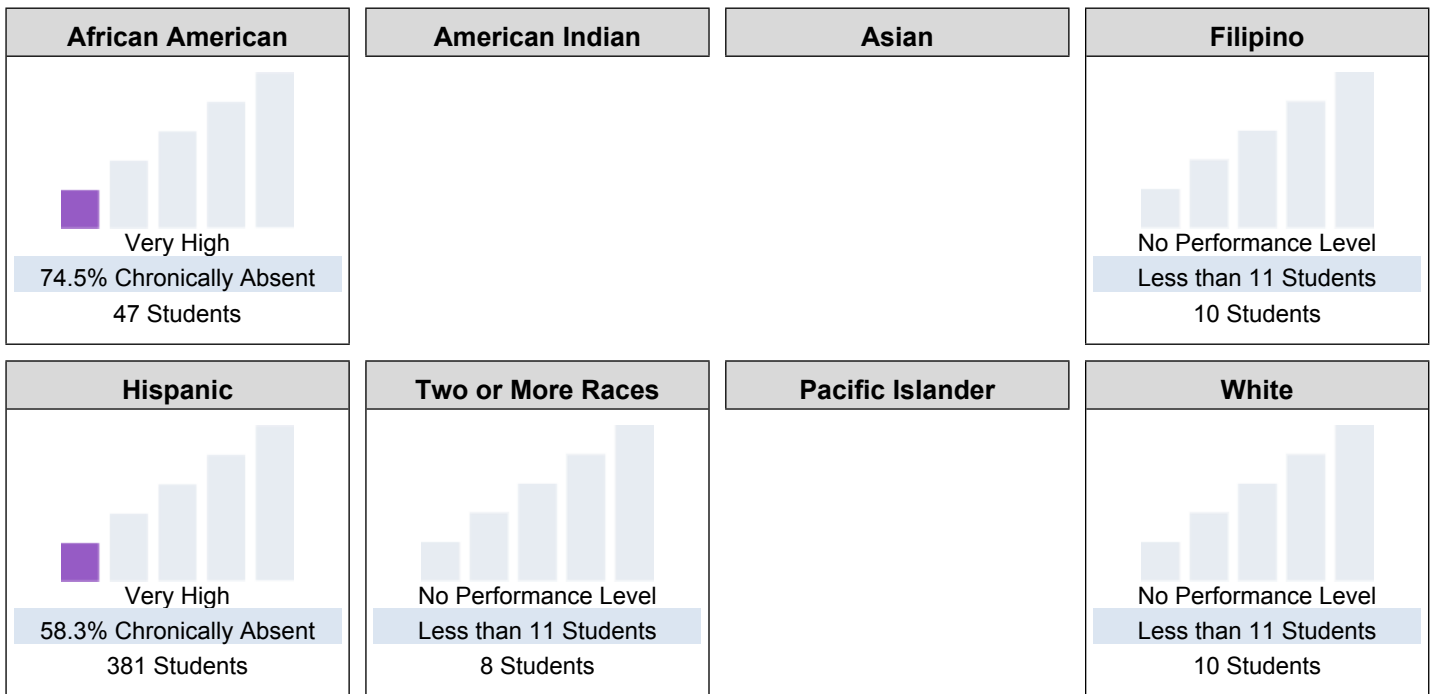 African American
American Indian
Asian
Filipino
Very High
74.5% Chronically Absent
47 Students
No Performance Level
Less than 11 Students
10 Students
Hispanic
Two or More Races
Pacific Islander
White
Very High
58.3% Chronically Absent
381 Students
No Performance Level
Less than 11 Students
8 Students
No Performance Level
Less than 11 Students
10 Students